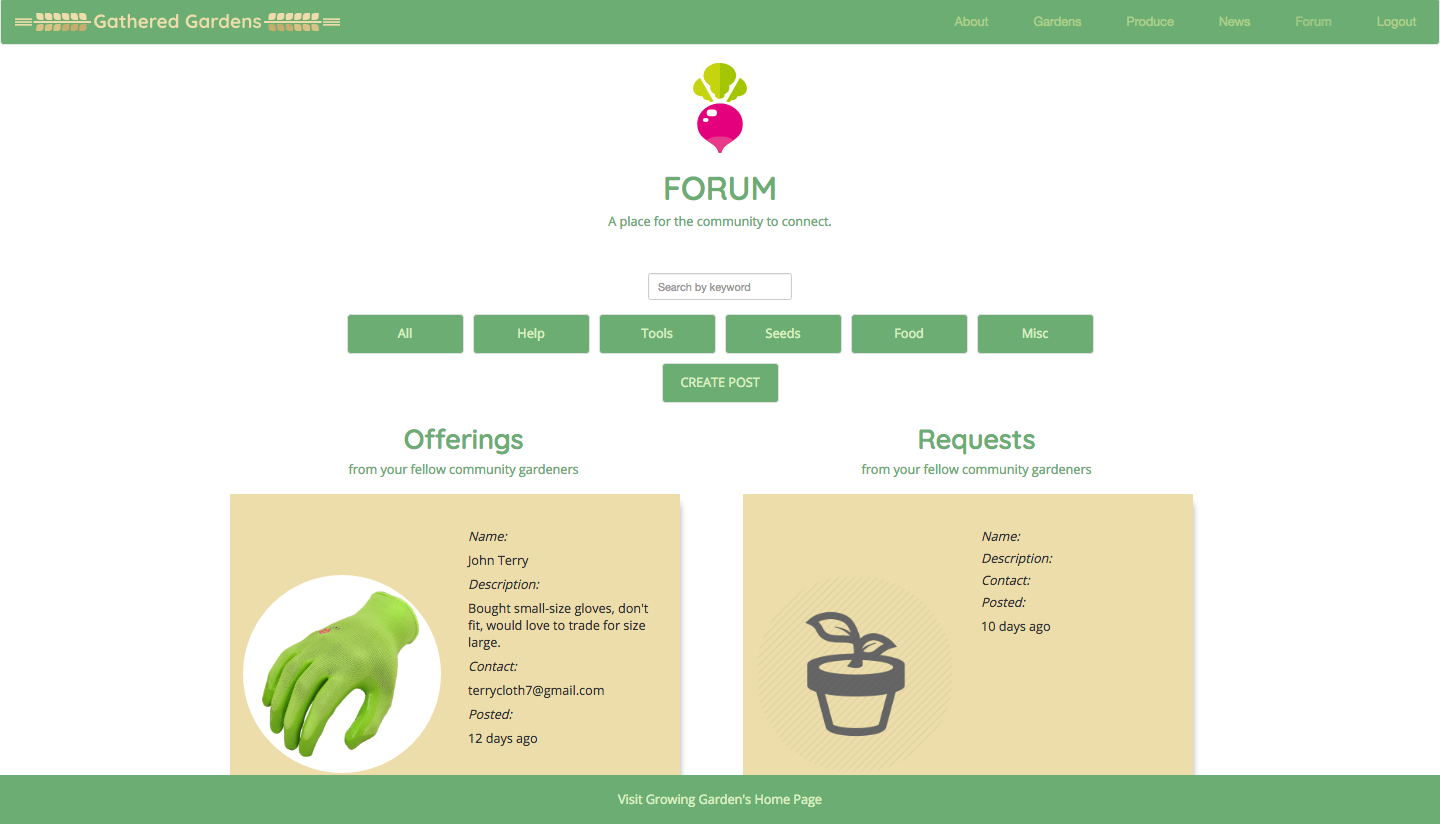 Gathered Gardens
About Gardens Produce News Forum Logout
FORUM
A place for the community to connect.
Search by keyword
All Help Tools Seeds Food Misc
CREATE POST
Offerings
from your fellow community gardeners
Name:
John Terry
Description:
Bought small-size gloves, don't
fit, would love to trade for size
large.
Contact:
terrycloth7@gmail.com
Posted:
12 days ago
Requests
from your fellow community gardeners
Name:
Description:
Contact:
Posted:
10 days ago
Visit Growing Garden's Home Page